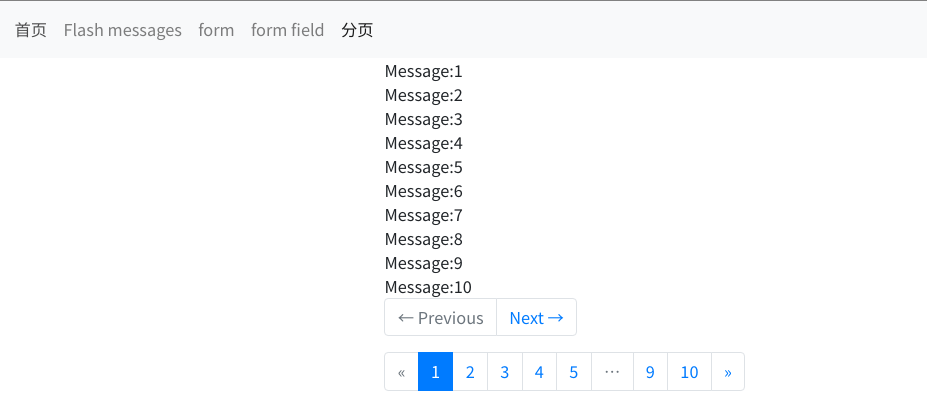 首页 Flash messages form form field 分页
Message:1
Message:2
Message:3
Message:4
Message:5
Message:6
Message:7
Message:8
Message:9
Message:10
← Previous Next →
« 1 2 3 4 5 … 9 10 »